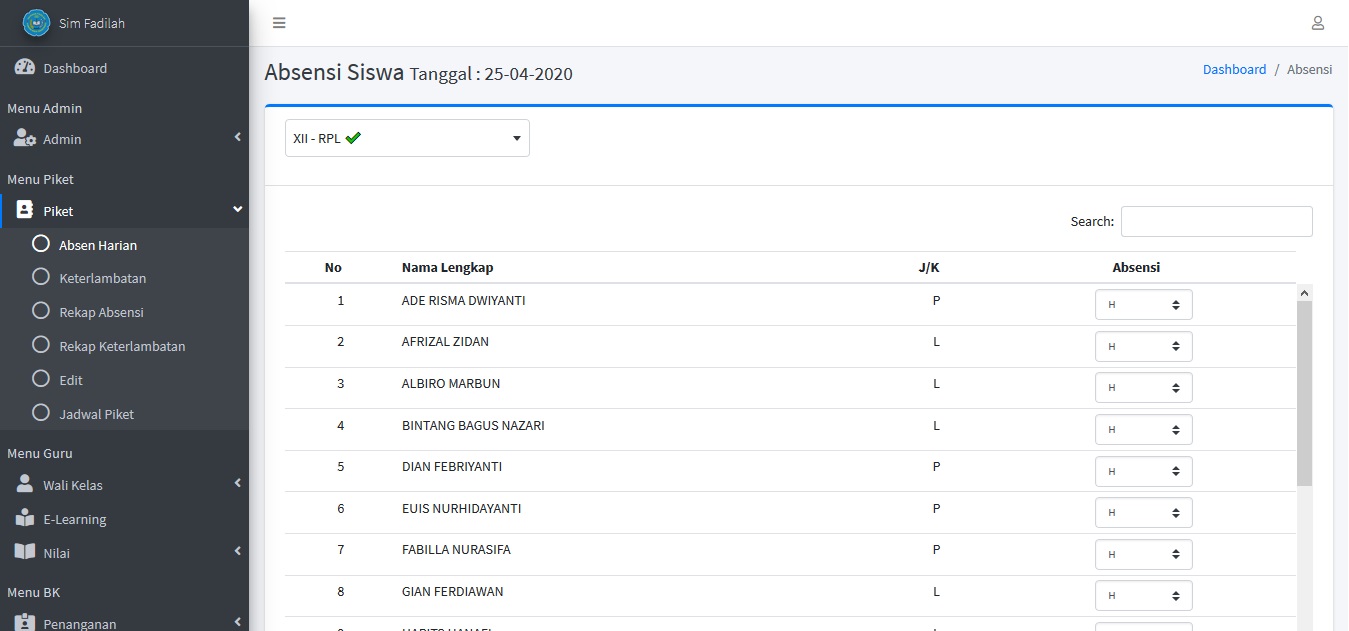 Sim Fadilah
Dashboard
Menu Admin
Admin
Menu Piket
Piket
Absen Harian
Keterlambatan
Rekap Absensi
Rekap Keterlambatan
Edit
Jadwal Piket
Menu Guru
Wali Kelas
E-Learning
Nilai
Menu BK
Penanganan
Absensi Siswa Tanggal : 25-04-2020
Dashboard / Absensi
XII - RPL
Search:
No Nama Lengkap J/K Absensi
1 ADE RISMA DWIYANTI P H
2 AFRIZAL ZIDAN L H
3 ALBIRO MARBUN L H
4 BINTANG BAGUS NAZARI L H
5 DIAN FEBRIYANTI P H
6 EUIS NURHIDAYANTI P H
7 FABILLA NURASIFA P H
8 GIAN FERDIAWAN L H